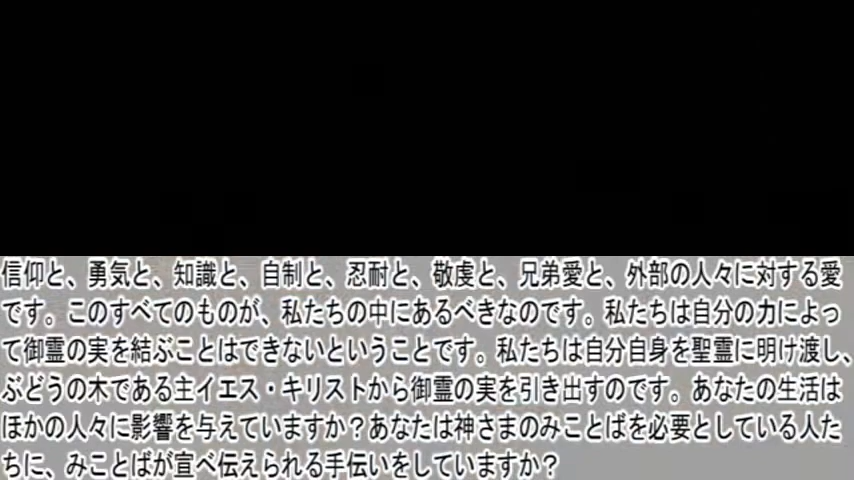 信仰と、勇気と、知識と、自制と、忍耐と、敬虔と、兄弟愛と、外部の人々に対する愛
です。このすべてのものが、私たちの中にあるべきなのです。私たちは自分の力によっ
て御霊の実を結ぶことはできないということです。私たちは自分自身を聖霊に明け渡し、
ぶどうの木である主イエス・キリストから御霊の実を引き出すのです。あなたの生活は
ほかの人々に影響を与えていますか？あなたは神さまのみことばを必要としている人た
ちに、みことばが宣べ伝えられる手伝いをしていますか？